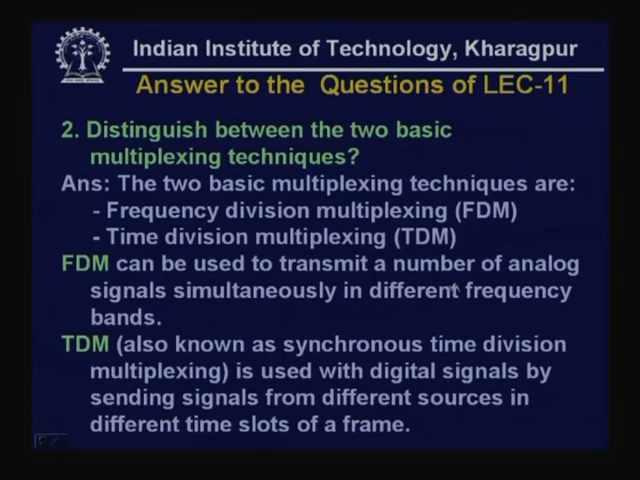 Indian Institute of Technology, Kharagpur
Answer to the Questions of LEC-11
2. Distinguish between the two basic
multiplexing techniques?
Ans: The two basic multiplexing techniques are:
- Frequency division multiplexing (FDM)
- Time division multiplexing (TDM)
FDM can be used to transmit a number of analog
signals simultaneously in different frequency
bands.
TDM (also known as synchronous time division
multiplexing) is used with digital signals by
sending signals from different sources in
different time slots of a frame.